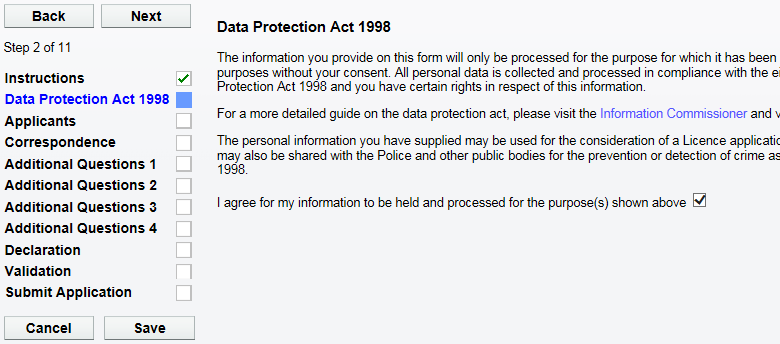 Back Next
Step 2 of 11
Instructions
Data Protection Act 1998
Applicants
Correspondence
Additional Questions 1
Additional Questions 2
Additional Questions 3
Additional Questions 4
Declaration
Validation
Submit Application
Cancel Save
Data Protection Act 1998
The information you provide on this form will only be processed for the purpose for which it has been
purposes without your consent. All personal data is collected and processed in compliance with the ei
Protection Act 1998 and you have certain rights in respect of this information.
For a more detailed guide on the data protection act, please visit the Information Commissioner and v
The personal information you have supplied may be used for the consideration of a Licence applicatic
may also be shared with the Police and other public bodies for the prevention or detection of crime as
1998.
I agree for my information to be held and processed for the purpose(s) shown above